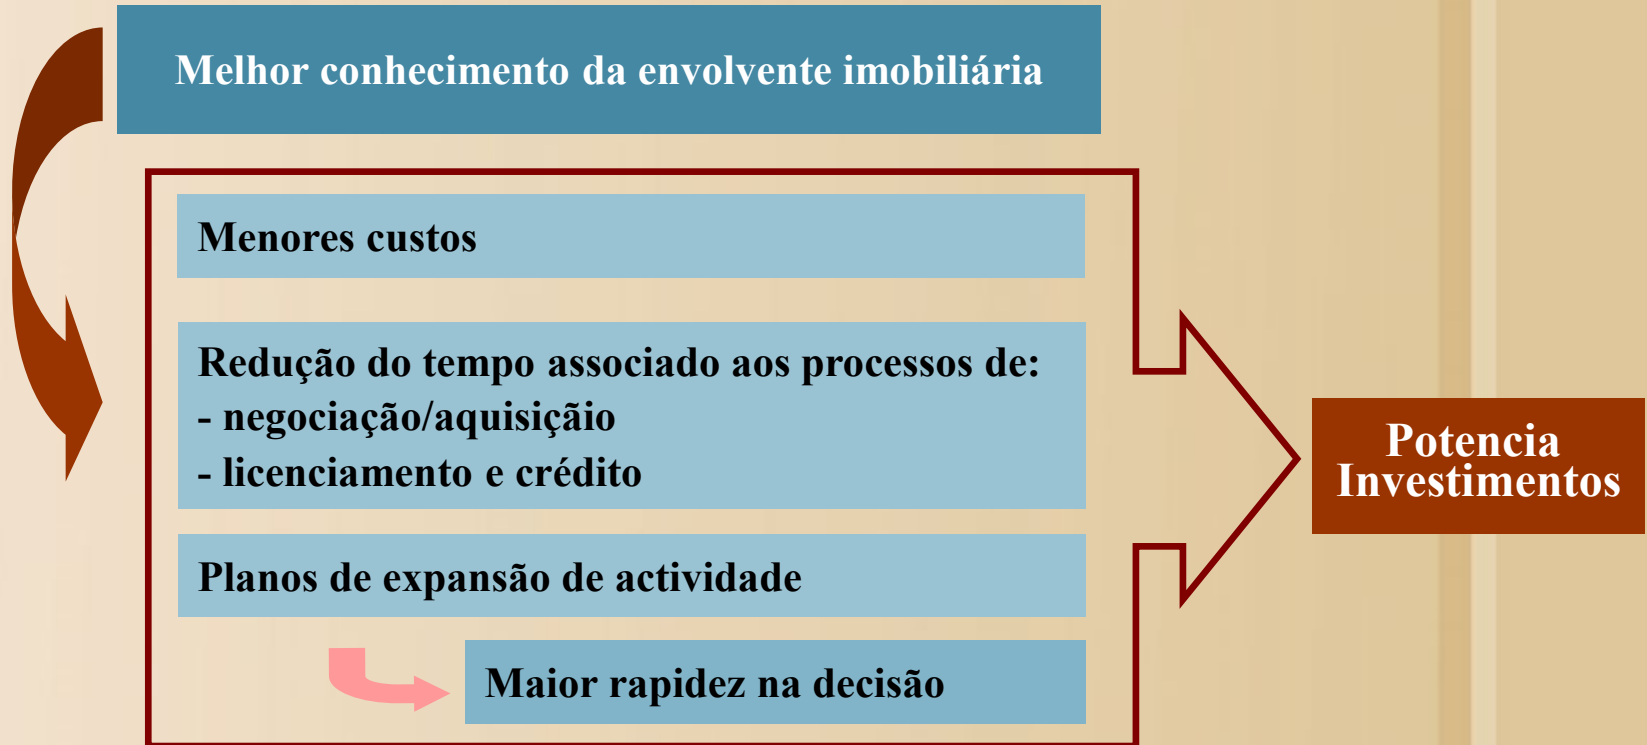 Melhor conhecimento da envolvente imobiliária
Menores custos
Redução do tempo associado aos processos de:
- negociação/aquisiçãio
- licenciamento e crédito
Planos de expansão de actividade
Maior rapidez na decisão
Potencia
Investimentos